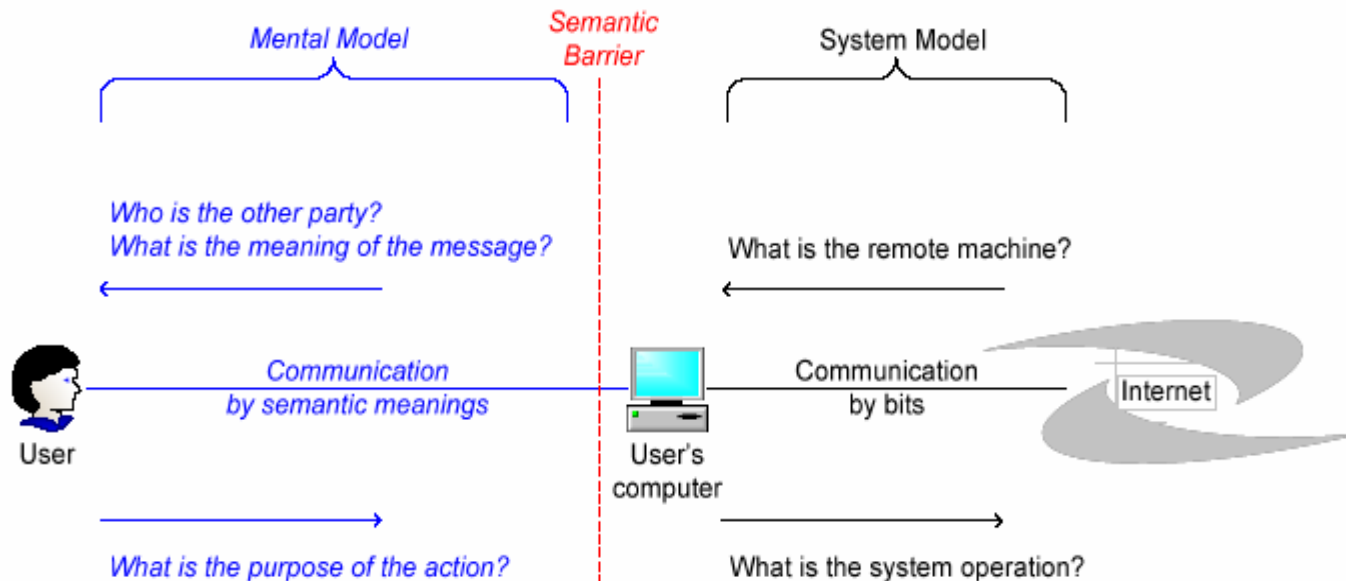 Mental Model
Semantic
Barrier
System Model
Who is the other party?
What is the meaning of the message?
What is the remote machine?
Communication
by semantic meanings
Communication
by bits
Internet
User
User's
computer
What is the purpose of the action?
What is the system operation?